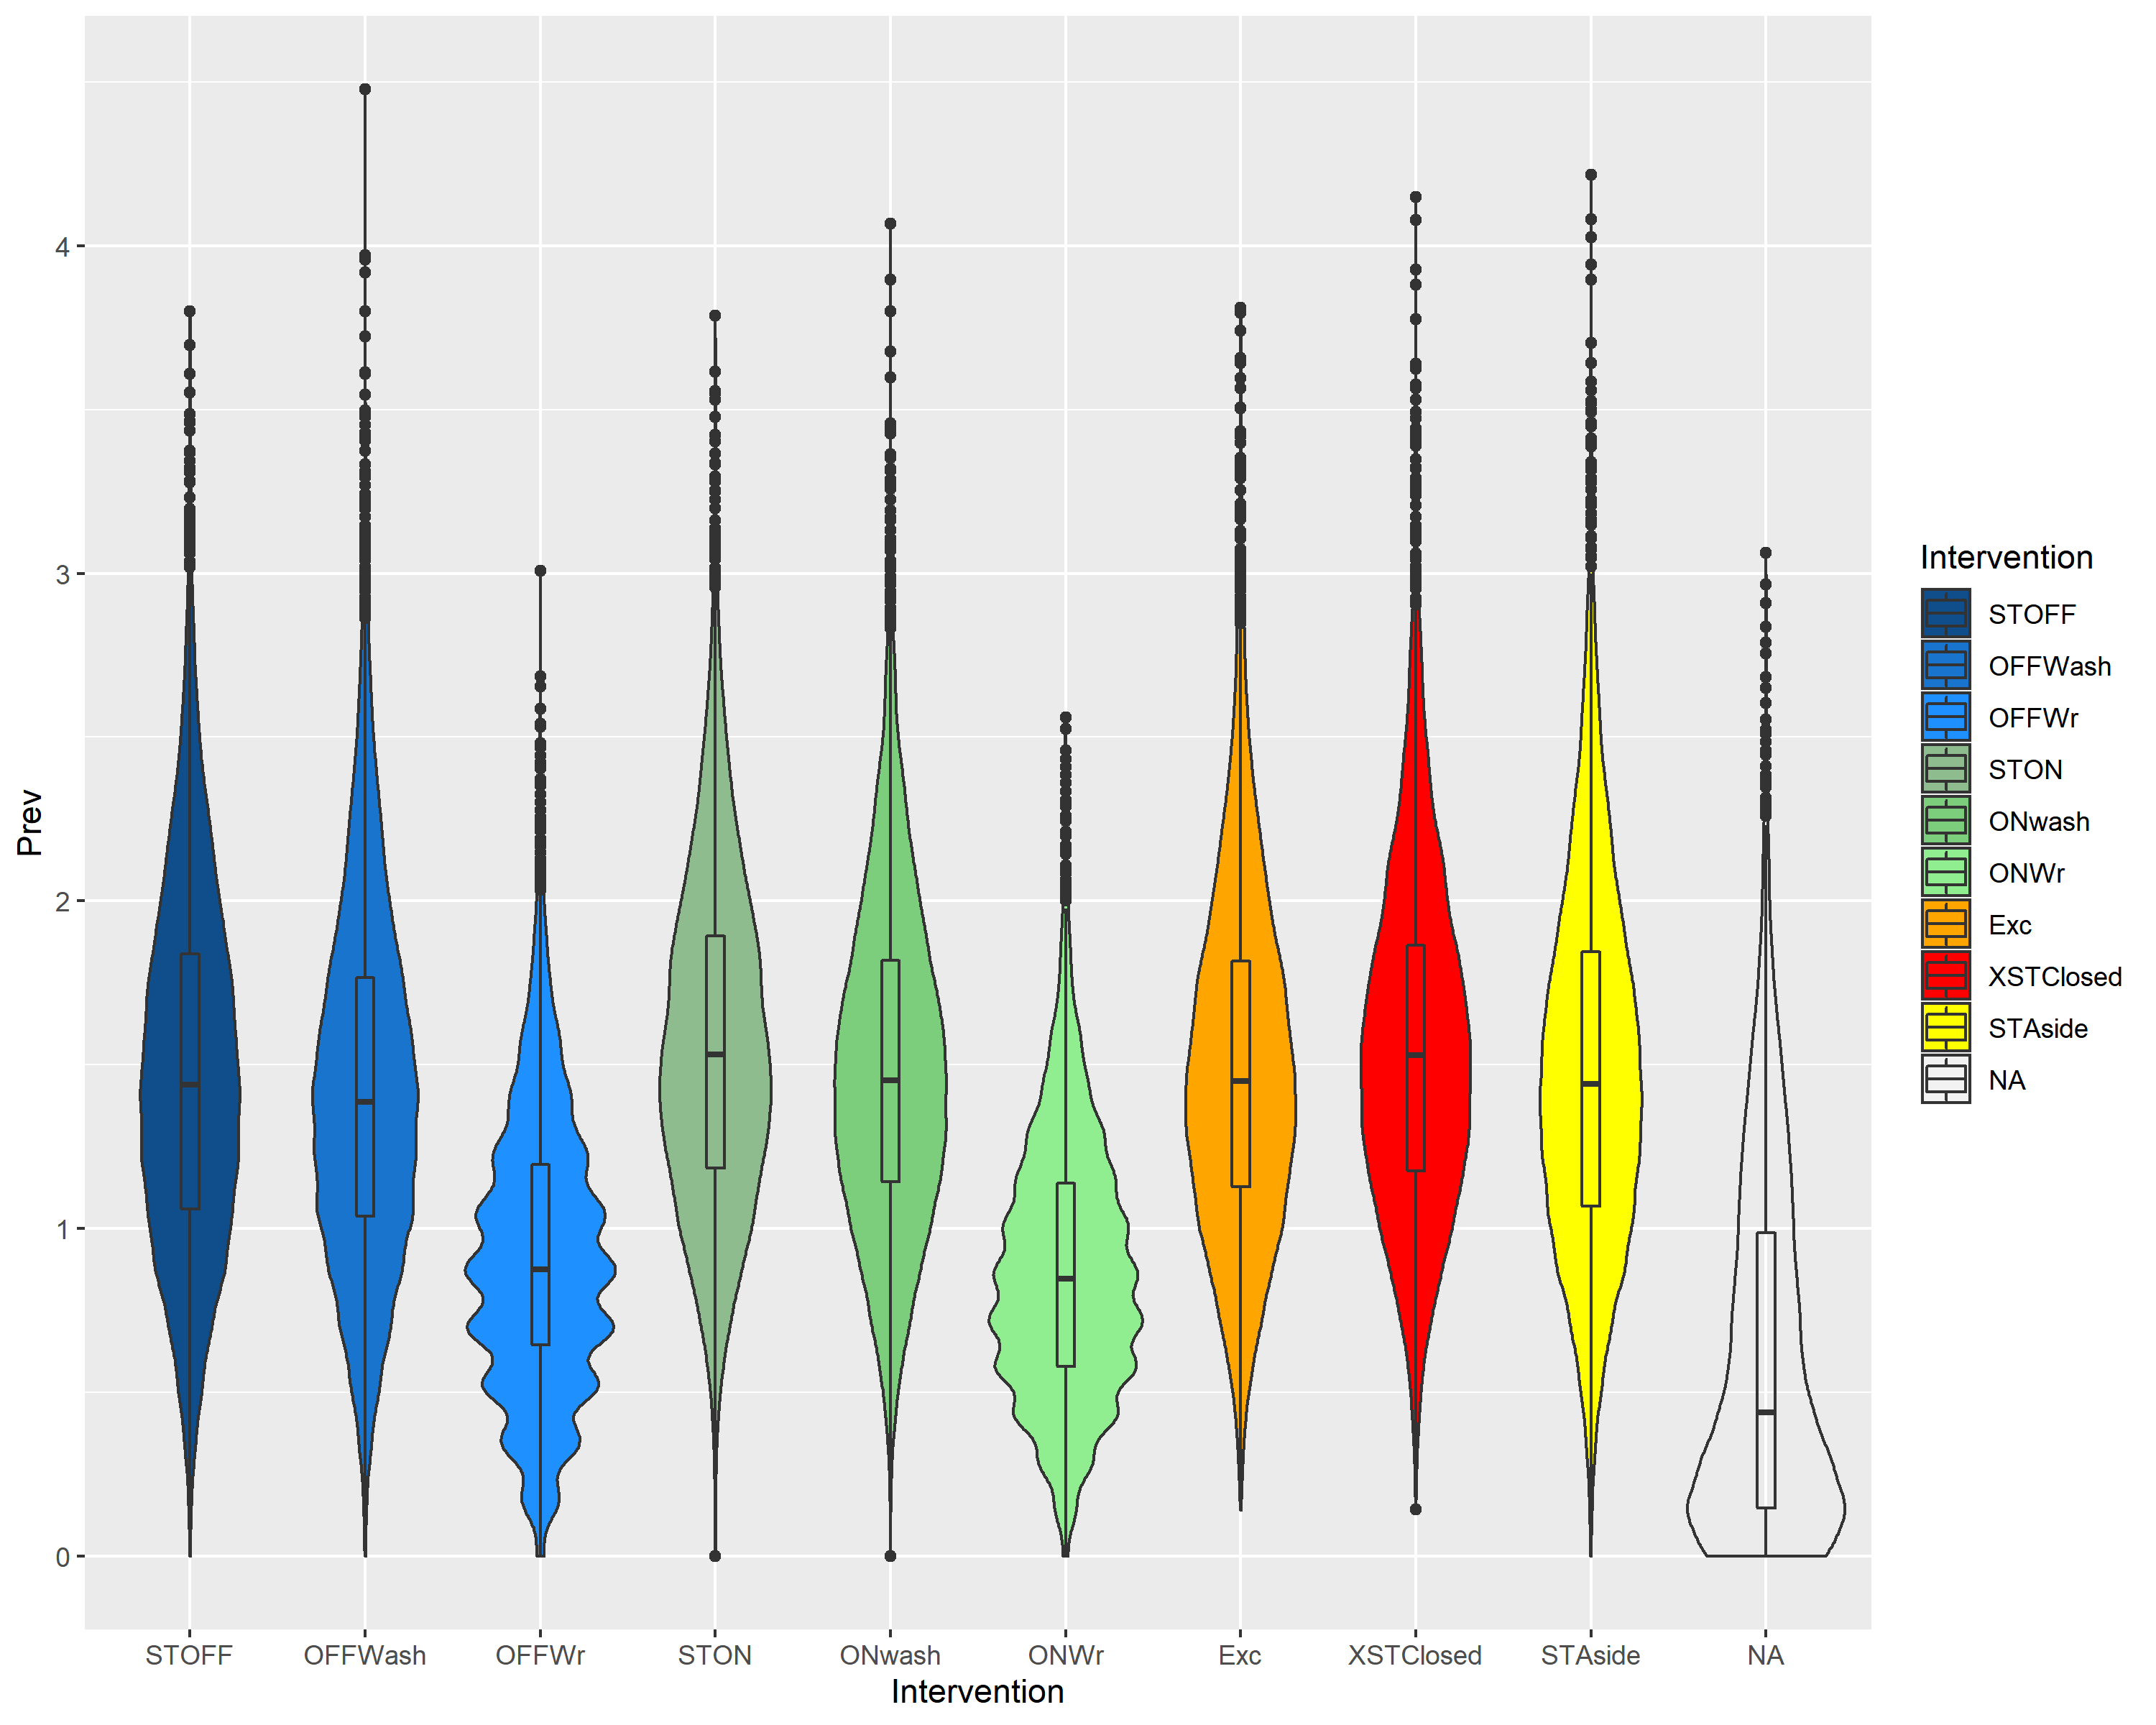 Prev
4
3
2
1
0
STOFF OFFWash OFFWr STON ONwash ONWr Exc XSTClosed STAside NA
Intervention
Intervention
STOFF
OFFWash
OFFWr
STON
ONwash
ONWr
Exc
XSTClosed
STAside
NA